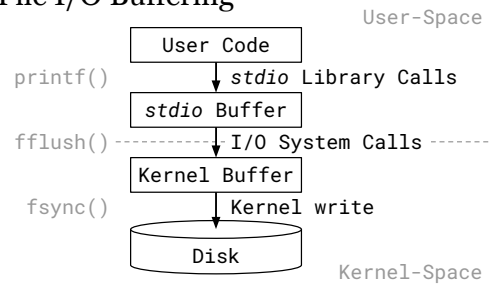 File I/O Buffering
User-Space
User Code
printf() stdio Library Calls
stdio Buffer
fflush() I/O System Calls
Kernel Buffer
fsync() Kernel write
Disk
Kernel-Space